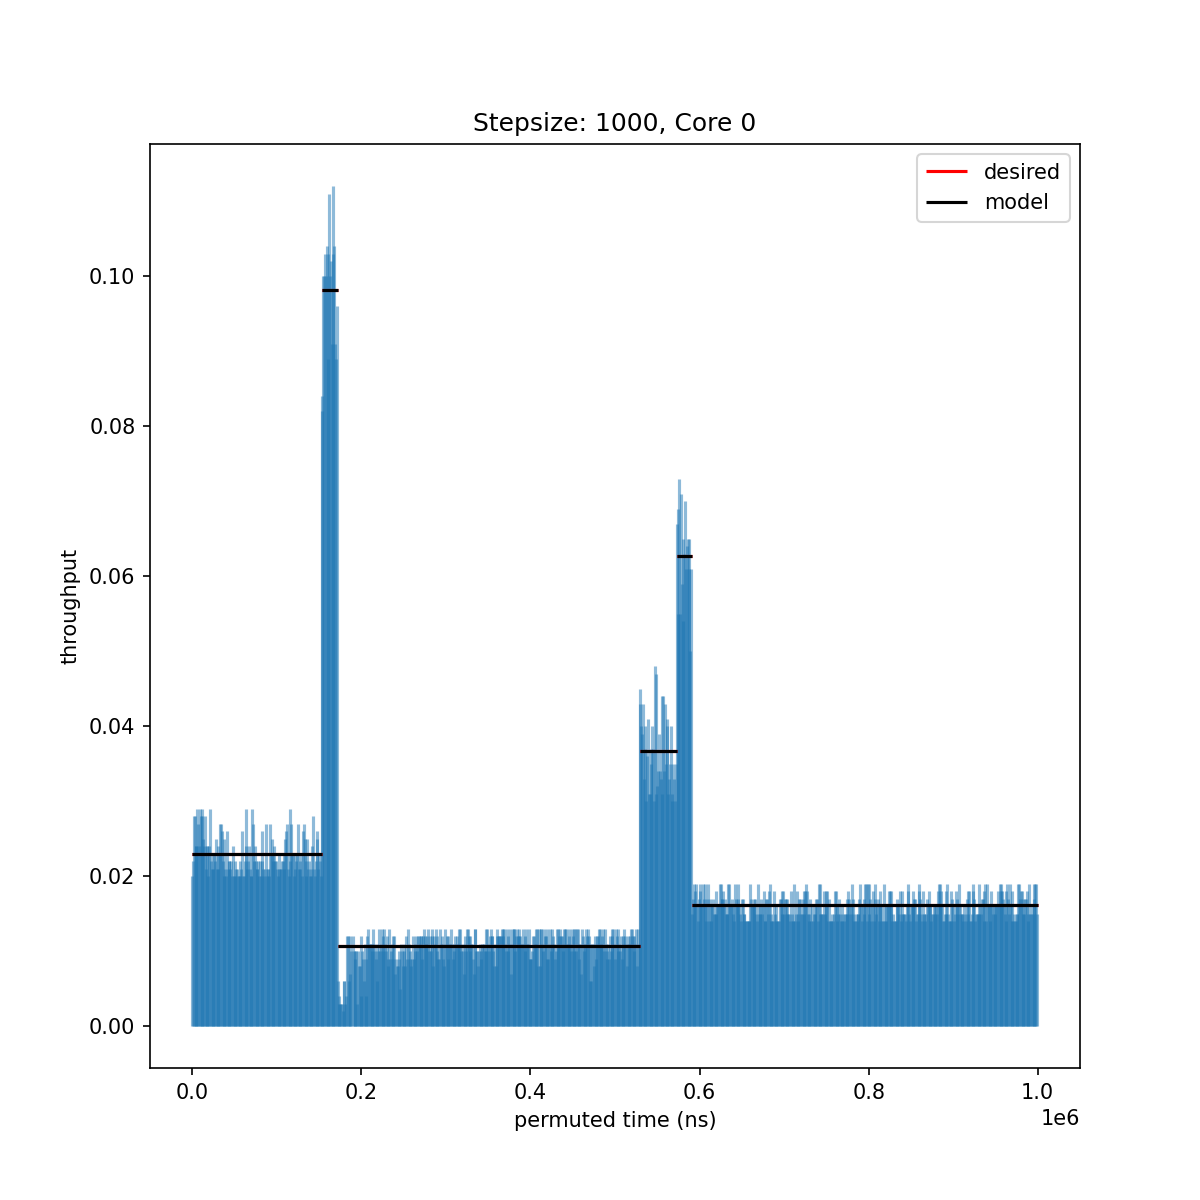 Stepsize: 1000, Core 0
desired
model
throughput
0.10
0.08
0.06
0.04
0.02
0.00
0.0 0.2 0.4 0.6 0.8 1.0
1e6
permuted time (ns)